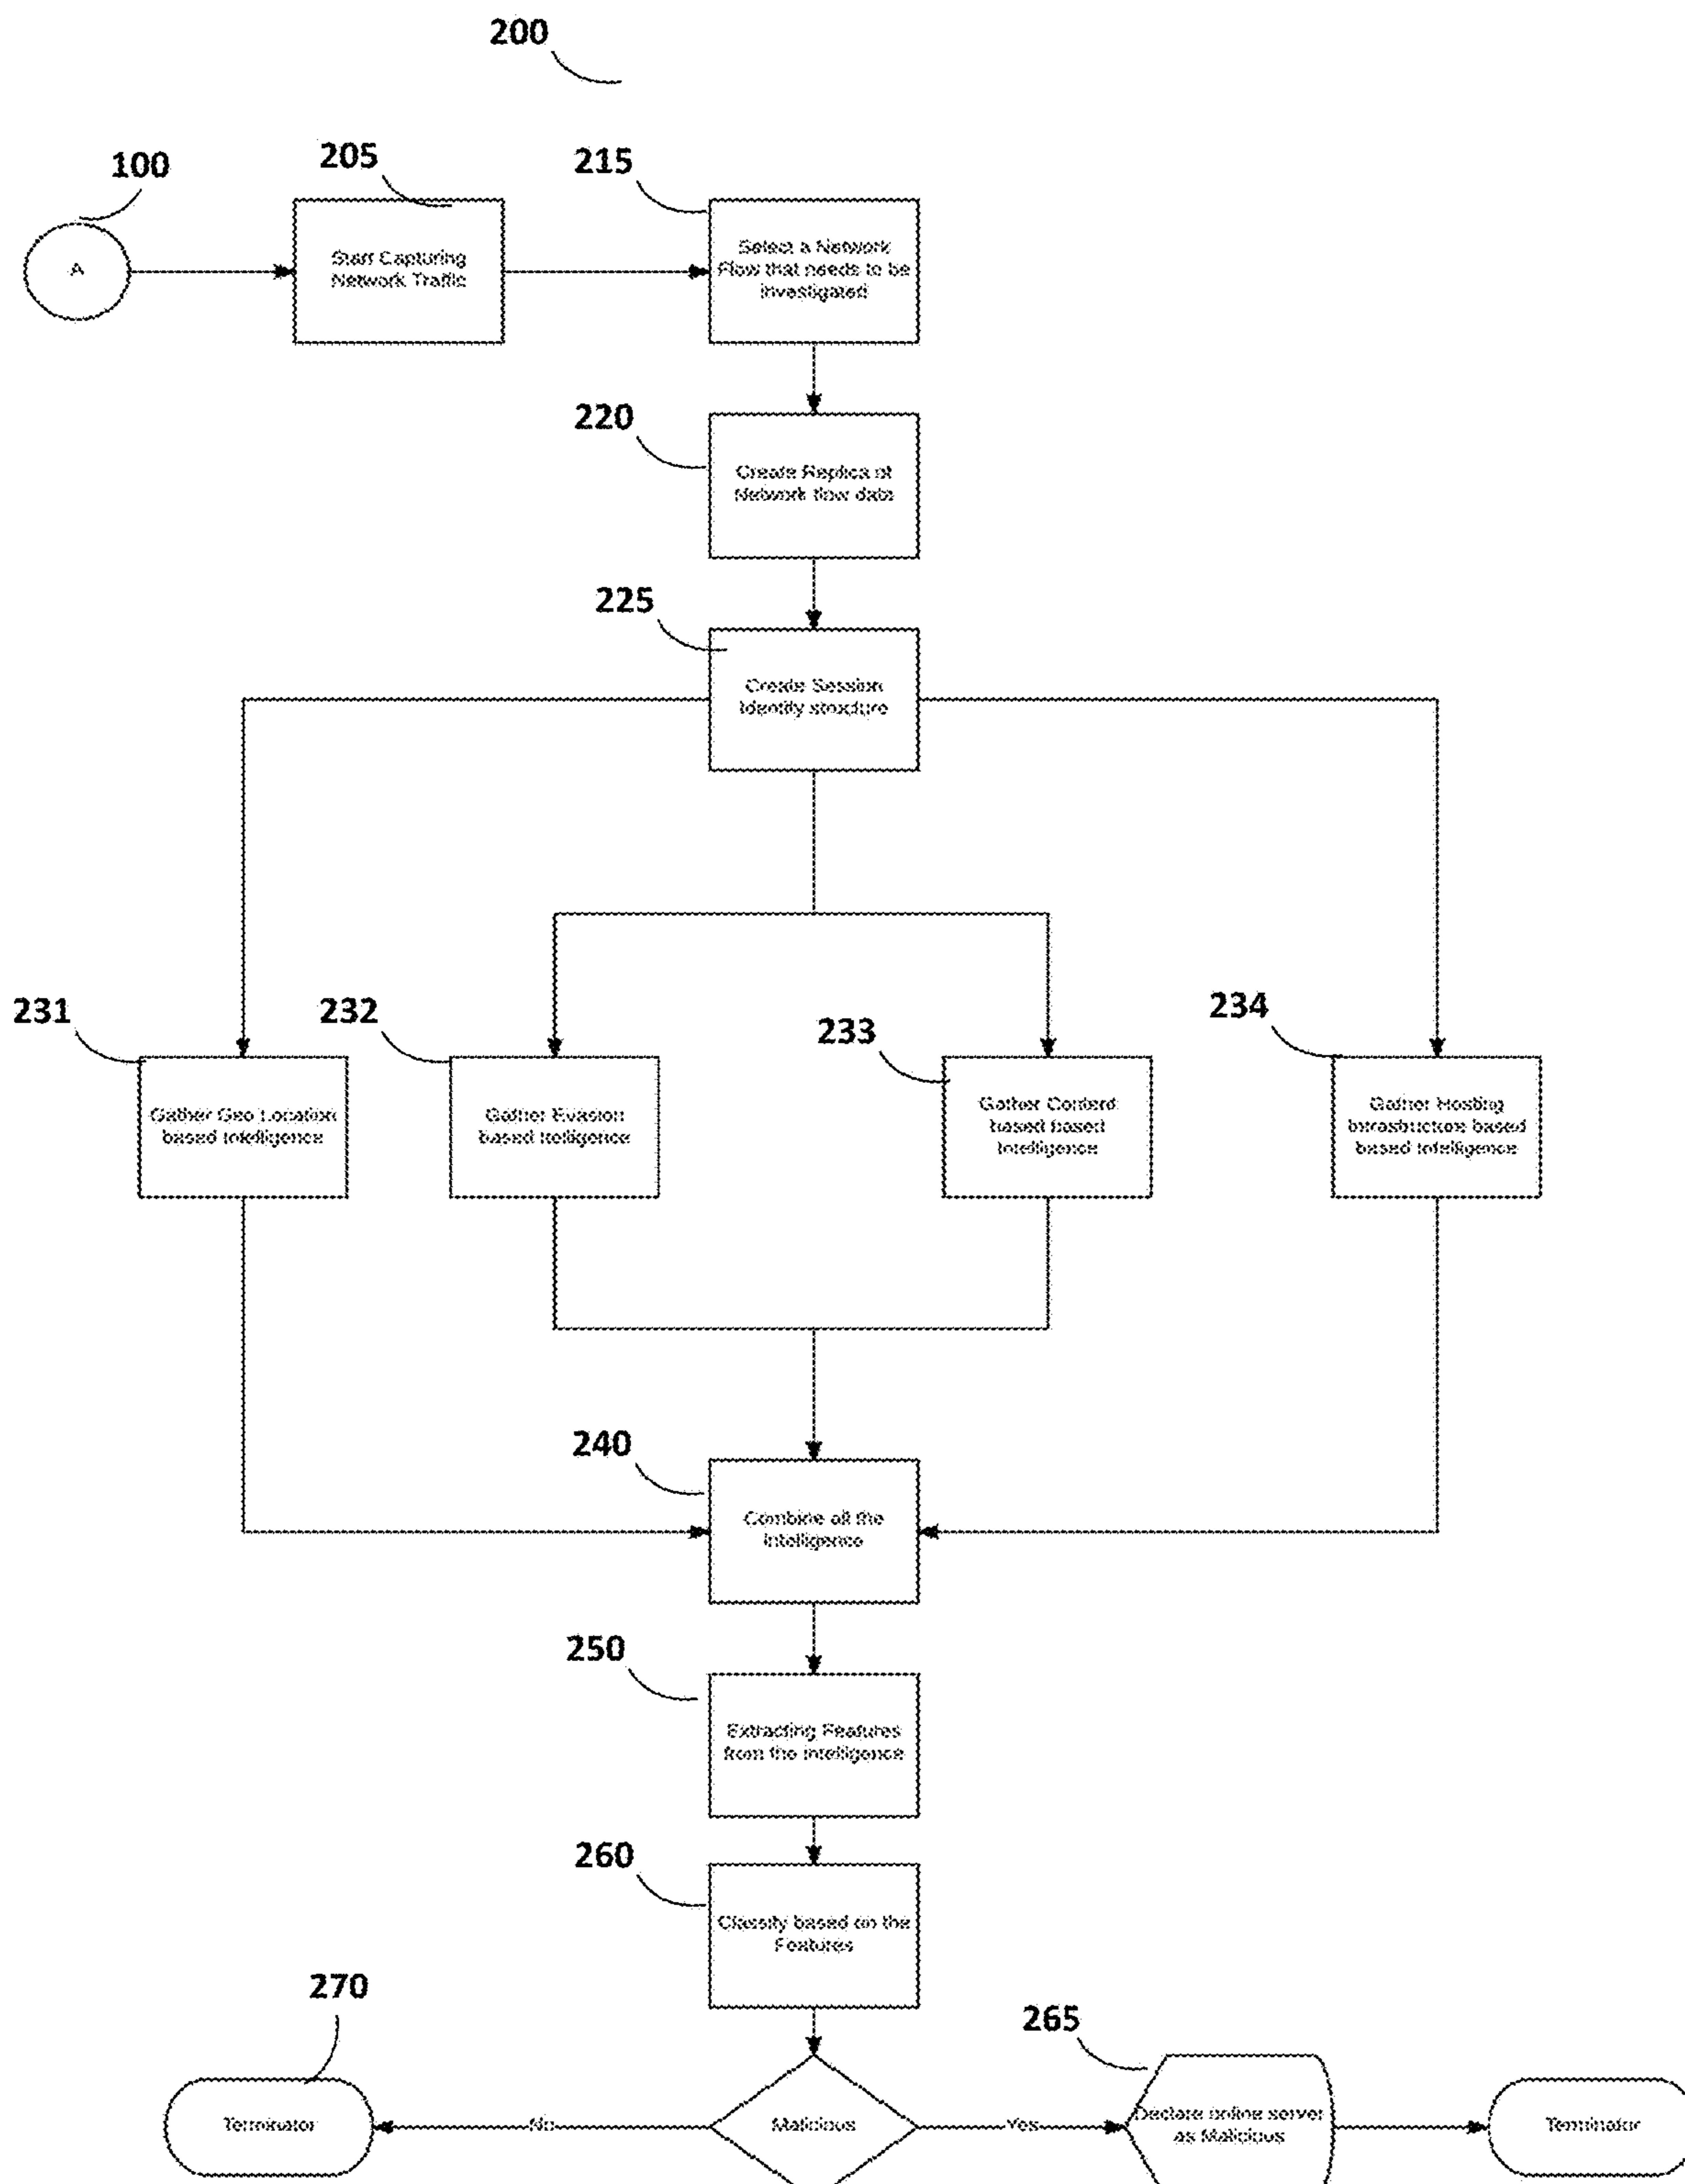 200
100
205
215
A
Start Capturing
Network Traffic
Select a Network
Flow that needs to be
investigated
220
Create Replica of
Network flow data
225
Create Session
Identity structure
231
232
233
234
Gather Geo Location
based Intelligence
Gather Evasion
based Itelligence
Gather Content
based based
Intelligence
Gather Hosting
Infrastructure based
based Intelligence
240
Combine all the
Intelligence
250
Extracting Features
from the intelligence
260
Classify based on the
Features
270
265
Terminator
No
Malicious
Yes
Declare online server
as Malicious
Terminator